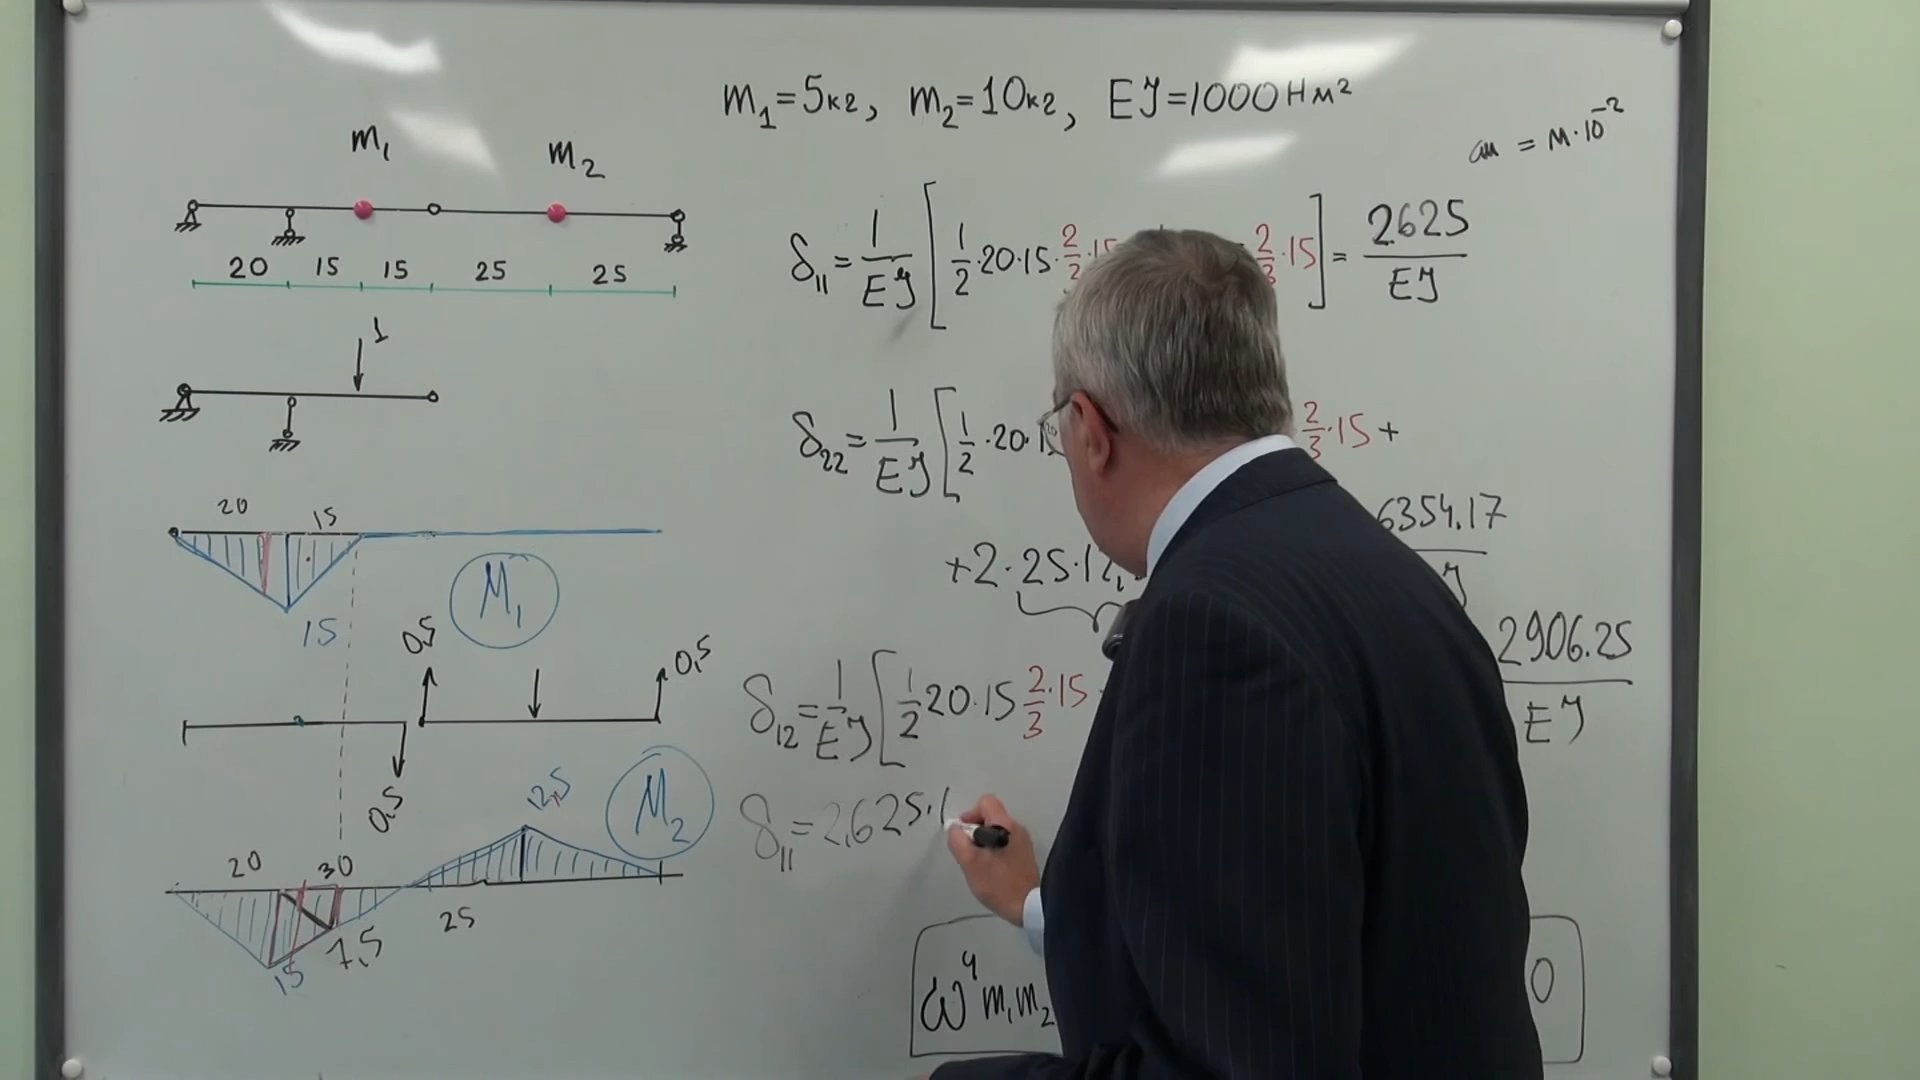 m₁=5кг, m₂=10кг, EJ=1000Нм²
см = м·10⁻²
m₁
m₂
20 15 15 25 25
1
20 15
15
M₁
0,5
0,5
0,5
12,5
M₂
20 30
15 7,5 25
δ₁₁= 1/EJ [ 1/2 ·20·15· 2/3 ·15 2/3 ·15 ] = 2625/EJ
δ₂₂= 1/EJ [ 1/2 ·20· 2/3 ·15 +
+2·25·12, 6354.17
δ₁₂= 1/EJ [ 1/2 20·15 2/3 ·15 2906.25/EJ
δ₁₁=2,625·1
ω⁴m₁m₂ 0